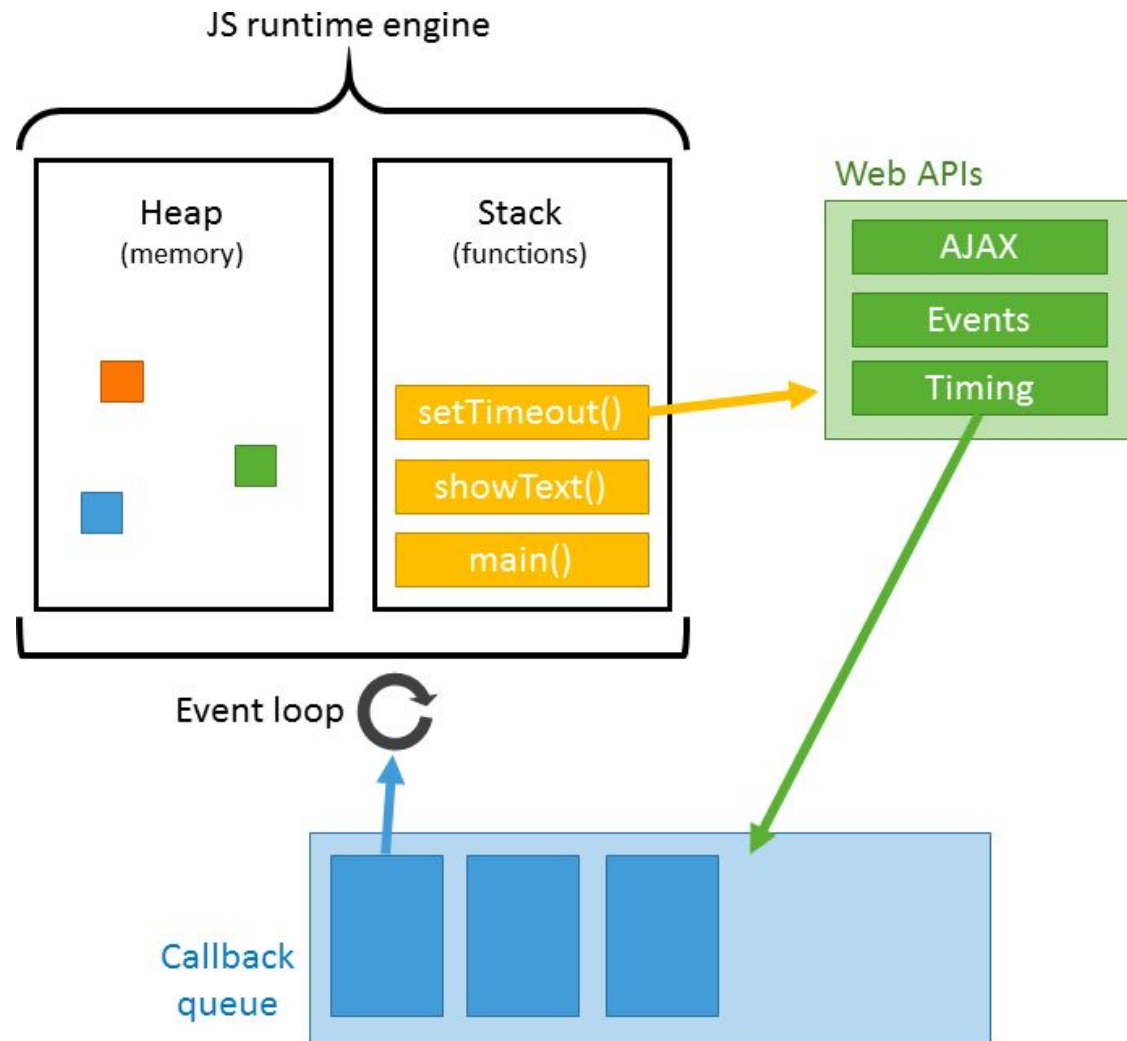 JS runtime engine
Heap
(memory)
Stack
(functions)
setTimeout()
showText()
main()
Web APIs
AJAX
Events
Timing
Event loop
Callback
queue